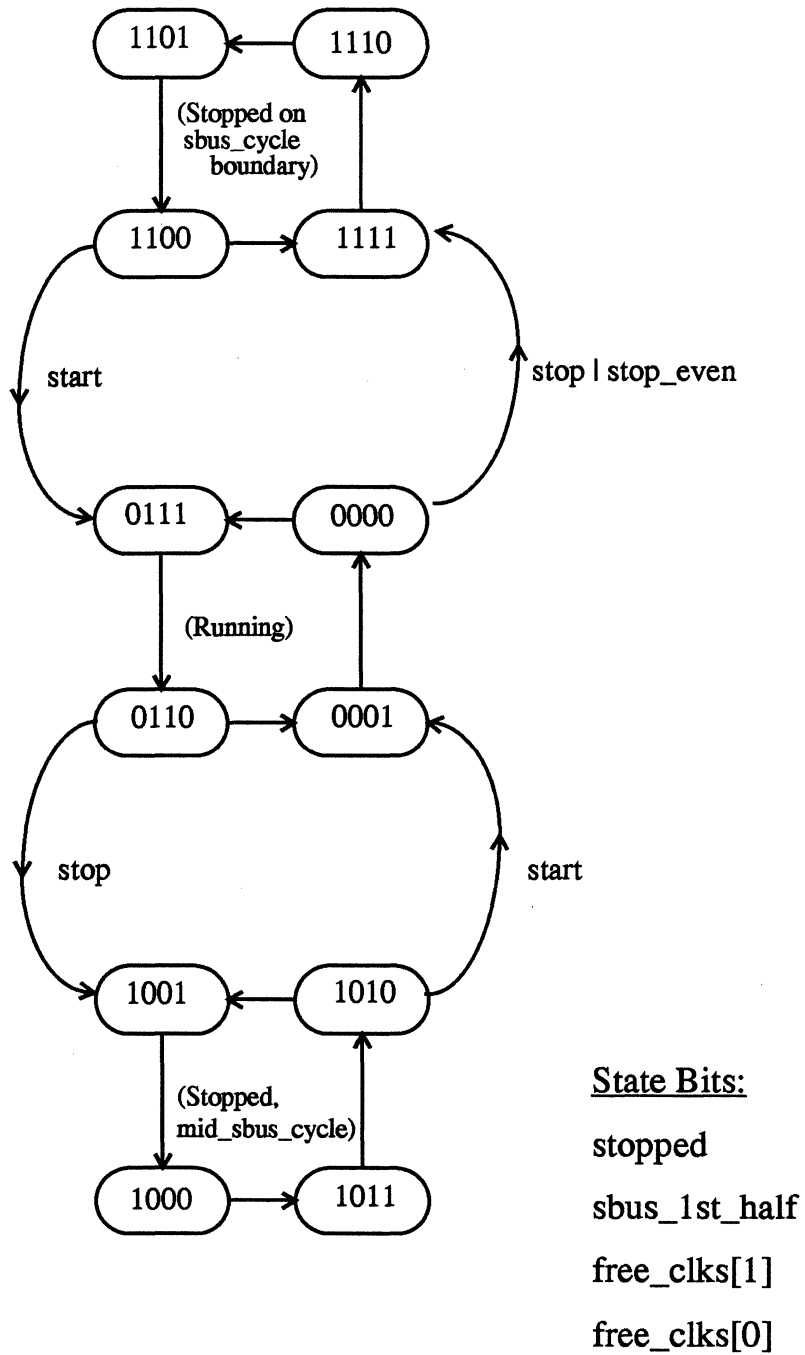 1101
1110
(Stopped on
sbus_cycle
boundary)
1100
1111
start
stop | stop_even
0111
0000
(Running)
0110
0001
stop
start
1001
1010
(Stopped,
mid_sbus_cycle)
1000
1011
State Bits:
stopped
sbus_1st_half
free_clks[1]
free_clks[0]